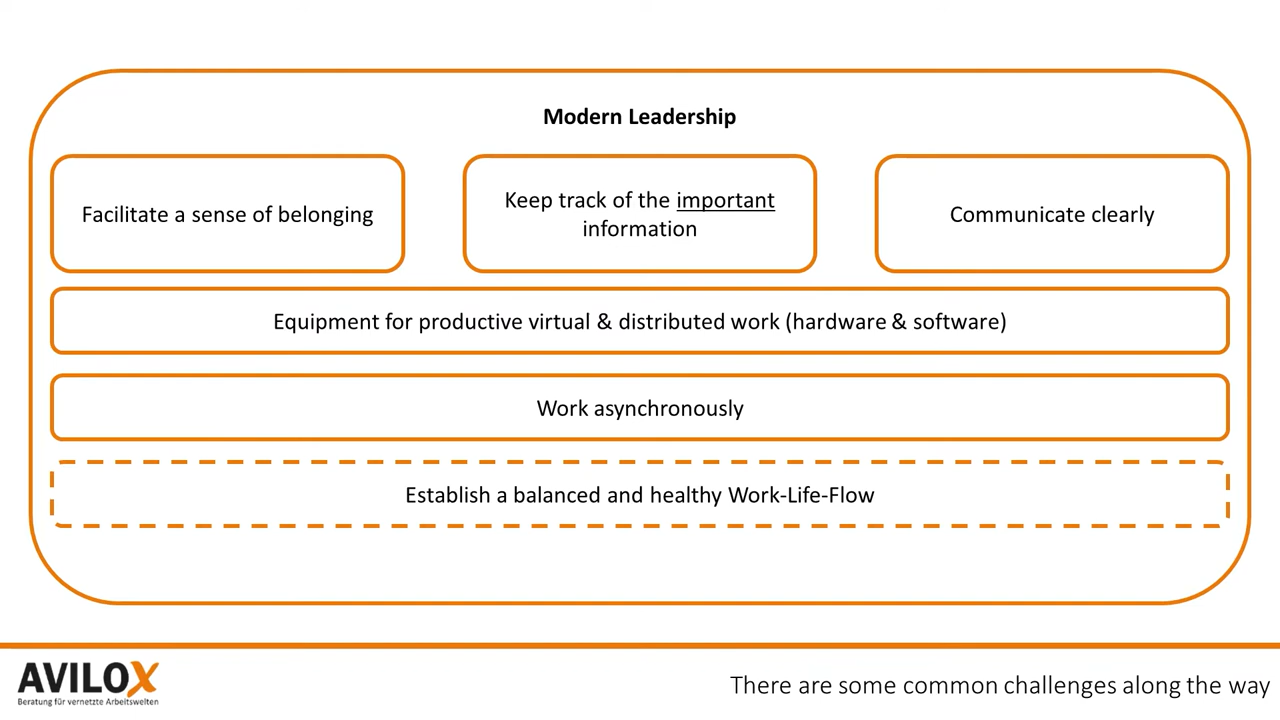 Modern Leadership
Facilitate a sense of belonging
Keep track of the important
information
Communicate clearly
Equipment for productive virtual & distributed work (hardware & software)
Work asynchronously
Establish a balanced and healthy Work-Life-Flow
AVILOX
Beratung für vernetzte Arbeitswelten
There are some common challenges along the way